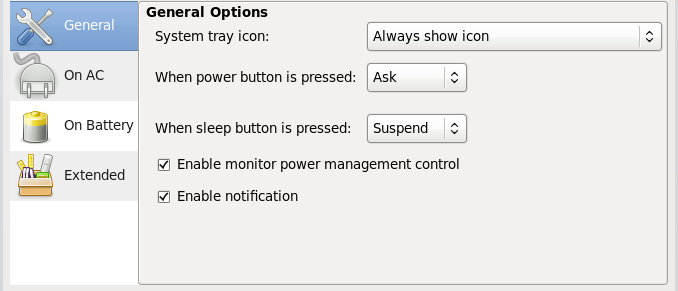 General
On AC
On Battery
Extended
General Options
System tray icon: Always show icon
When power button is pressed: Ask
When sleep button is pressed: Suspend
Enable monitor power management control
Enable notification